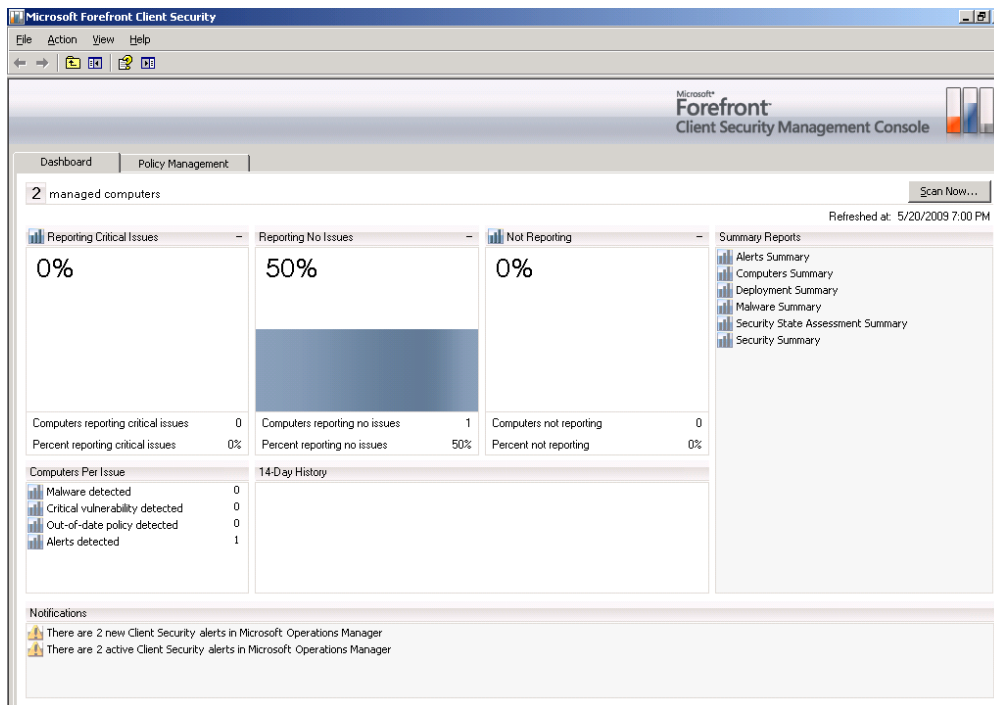 Microsoft Forefront Client Security
File Action View Help
Microsoft®
Forefront
Client Security Management Console
Dashboard
Policy Management
2 managed computers
Scan Now...
Refreshed at: 5/20/2009 7:00 PM
Reporting Critical Issues –
0%
Computers reporting critical issues 0
Percent reporting critical issues 0%
Reporting No Issues –
50%
Computers reporting no issues 1
Percent reporting no issues 50%
Not Reporting –
0%
Computers not reporting 0
Percent not reporting 0%
Summary Reports
Alerts Summary
Computers Summary
Deployment Summary
Malware Summary
Security State Assessment Summary
Security Summary
Computers Per Issue
Malware detected 0
Critical vulnerability detected 0
Out-of-date policy detected 0
Alerts detected 1
14-Day History
Notifications
There are 2 new Client Security alerts in Microsoft Operations Manager
There are 2 active Client Security alerts in Microsoft Operations Manager